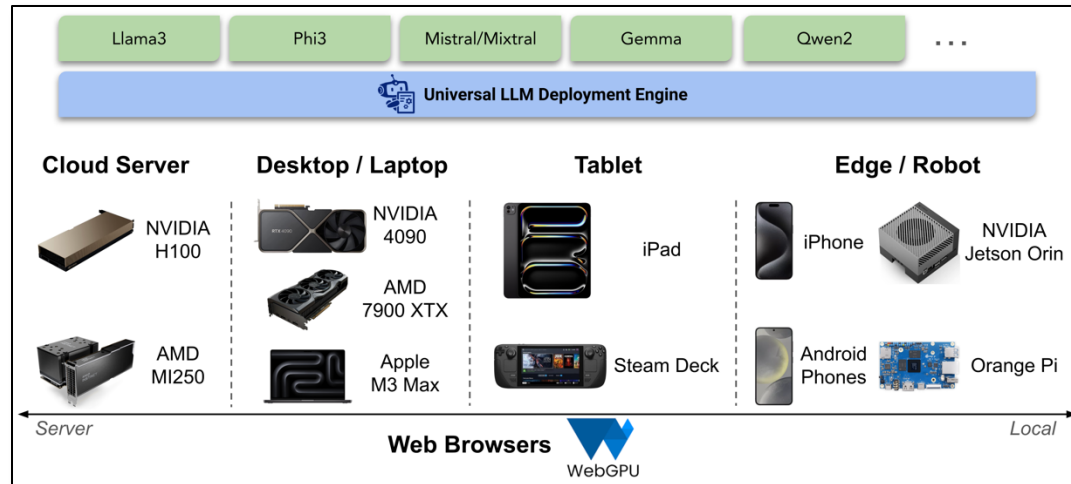 Llama3
Phi3
Mistral/Mixtral
Gemma
Qwen2
...
Universal LLM Deployment Engine
Cloud Server
Desktop / Laptop
Tablet
Edge / Robot
NVIDIA
H100
AMD
MI250
RTX 4090
NVIDIA
4090
AMD
7900 XTX
Apple
M3 Max
iPad
Steam Deck
iPhone
NVIDIA
Jetson Orin
Android
Phones
Orange Pi
Server
Local
Web Browsers
WebGPU